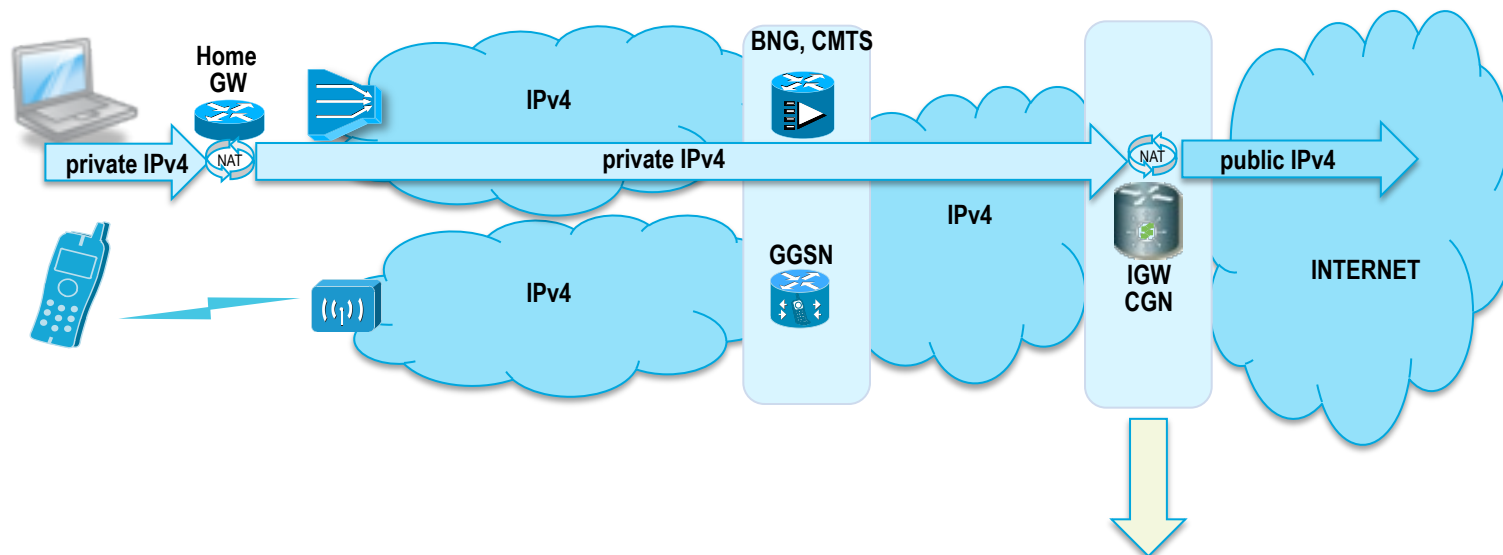 Home
GW
BNG, CMTS
IPv4
private IPv4
NAT
private IPv4
NAT
public IPv4
IPv4
IPv4
GGSN
IGW
CGN
INTERNET